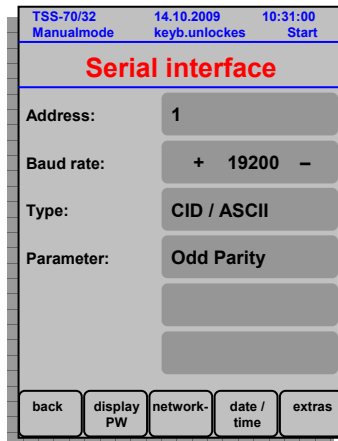 TSS-70/32 14.10.2009 10:31:00
Manualmode keyb.unlockes Start
Serial interface
Address: 1
Baud rate: + 19200 –
Type: CID / ASCII
Parameter: Odd Parity
back display PW network- date / time extras